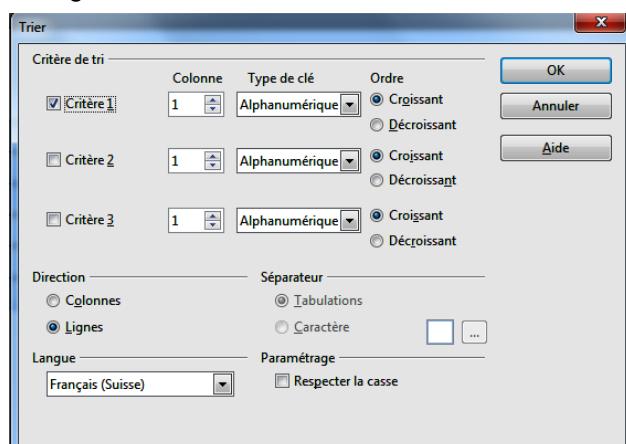 Trier
Critère de tri
Colonne Type de clé Ordre
Critère 1 1 Alphanumérique Croissant
Décroissant
Critère 2 1 Alphanumérique Croissant
Décroissant
Critère 3 1 Alphanumérique Croissant
Décroissant
OK
Annuler
Aide
Direction
Colonnes
Lignes
Séparateur
Tabulations
Caractère ...
Langue
Français (Suisse)
Paramétrage
Respecter la casse